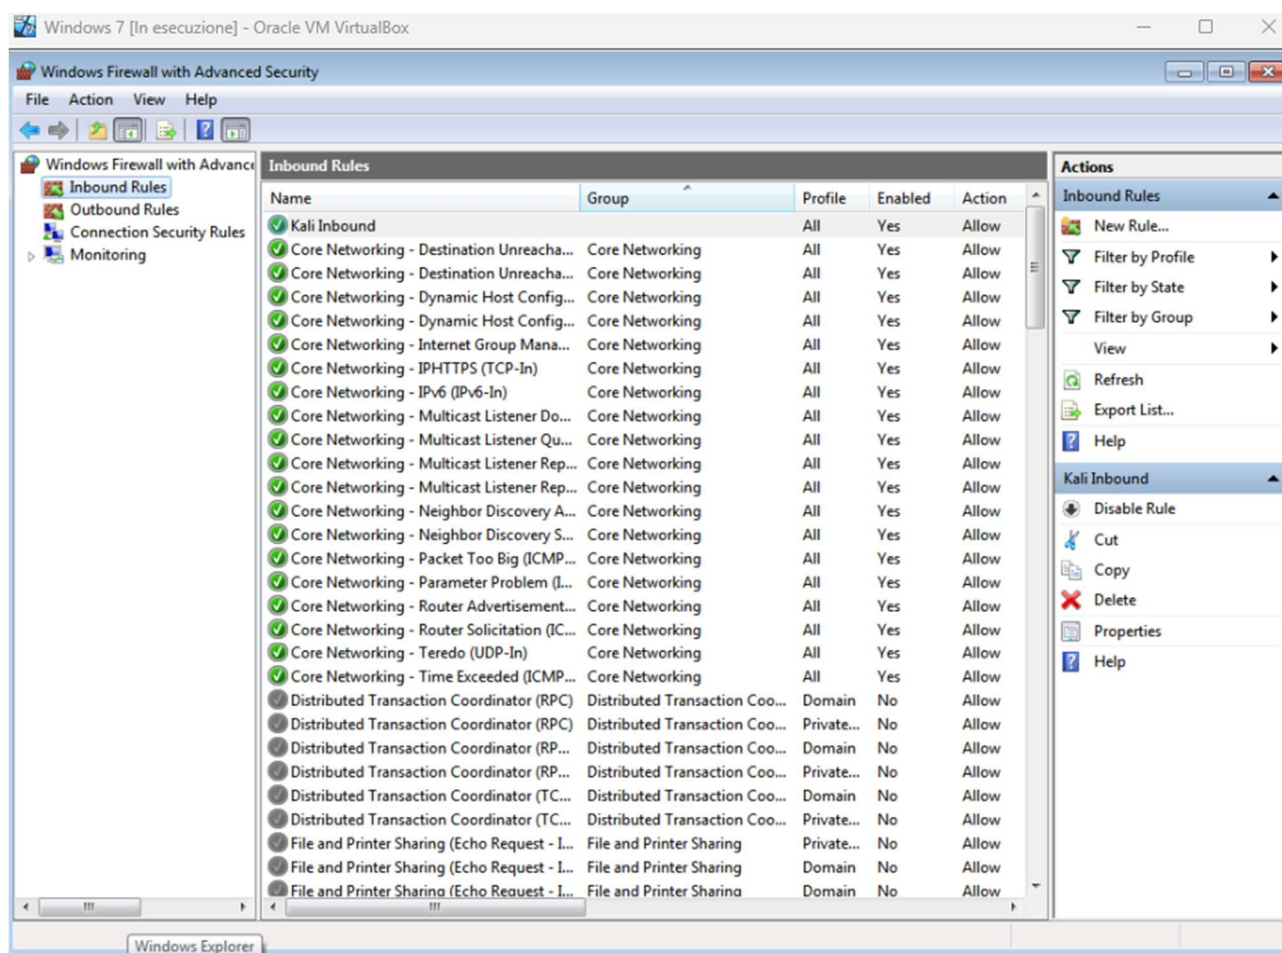 Windows 7 [In esecuzione] - Oracle VM VirtualBox
Windows Firewall with Advanced Security
File Action View Help
Windows Firewall with Advance
Inbound Rules
Outbound Rules
Connection Security Rules
Monitoring
Inbound Rules
Name Group Profile Enabled Action
Kali Inbound All Yes Allow
Core Networking - Destination Unreacha... Core Networking All Yes Allow
Core Networking - Destination Unreacha... Core Networking All Yes Allow
Core Networking - Dynamic Host Config... Core Networking All Yes Allow
Core Networking - Dynamic Host Config... Core Networking All Yes Allow
Core Networking - Internet Group Mana... Core Networking All Yes Allow
Core Networking - IPHTTPS (TCP-In) Core Networking All Yes Allow
Core Networking - IPv6 (IPv6-In) Core Networking All Yes Allow
Core Networking - Multicast Listener Do... Core Networking All Yes Allow
Core Networking - Multicast Listener Qu... Core Networking All Yes Allow
Core Networking - Multicast Listener Rep... Core Networking All Yes Allow
Core Networking - Multicast Listener Rep... Core Networking All Yes Allow
Core Networking - Neighbor Discovery A... Core Networking All Yes Allow
Core Networking - Neighbor Discovery S... Core Networking All Yes Allow
Core Networking - Packet Too Big (ICMP... Core Networking All Yes Allow
Core Networking - Parameter Problem (I... Core Networking All Yes Allow
Core Networking - Router Advertisement... Core Networking All Yes Allow
Core Networking - Router Solicitation (IC... Core Networking All Yes Allow
Core Networking - Teredo (UDP-In) Core Networking All Yes Allow
Core Networking - Time Exceeded (ICMP... Core Networking All Yes Allow
Distributed Transaction Coordinator (RPC) Distributed Transaction Coo... Domain No Allow
Distributed Transaction Coordinator (RPC) Distributed Transaction Coo... Private... No Allow
Distributed Transaction Coordinator (RP... Distributed Transaction Coo... Domain No Allow
Distributed Transaction Coordinator (RP... Distributed Transaction Coo... Private... No Allow
Distributed Transaction Coordinator (TC... Distributed Transaction Coo... Domain No Allow
Distributed Transaction Coordinator (TC... Distributed Transaction Coo... Private... No Allow
File and Printer Sharing (Echo Request - I... File and Printer Sharing Private... No Allow
File and Printer Sharing (Echo Request - I... File and Printer Sharing Domain No Allow
File and Printer Sharing (Echo Request - I... File and Printer Sharing Domain No Allow
Actions
Inbound Rules
New Rule...
Filter by Profile
Filter by State
Filter by Group
View
Refresh
Export List...
Help
Kali Inbound
Disable Rule
Cut
Copy
Delete
Properties
Help
Windows Explorer